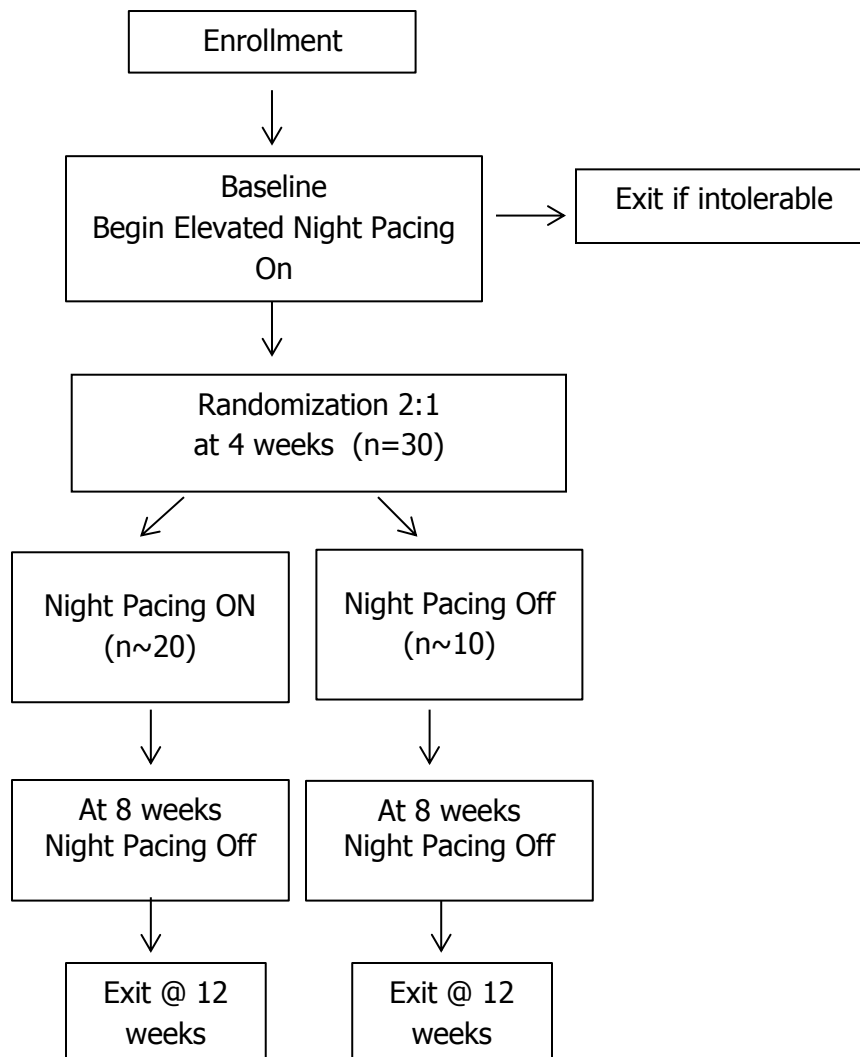 Enrollment
Baseline
Begin Elevated Night Pacing
On
Exit if intolerable
Randomization 2:1
at 4 weeks (n=30)
Night Pacing ON
(n~20)
Night Pacing Off
(n~10)
At 8 weeks
Night Pacing Off
At 8 weeks
Night Pacing Off
Exit @ 12
weeks
Exit @ 12
weeks